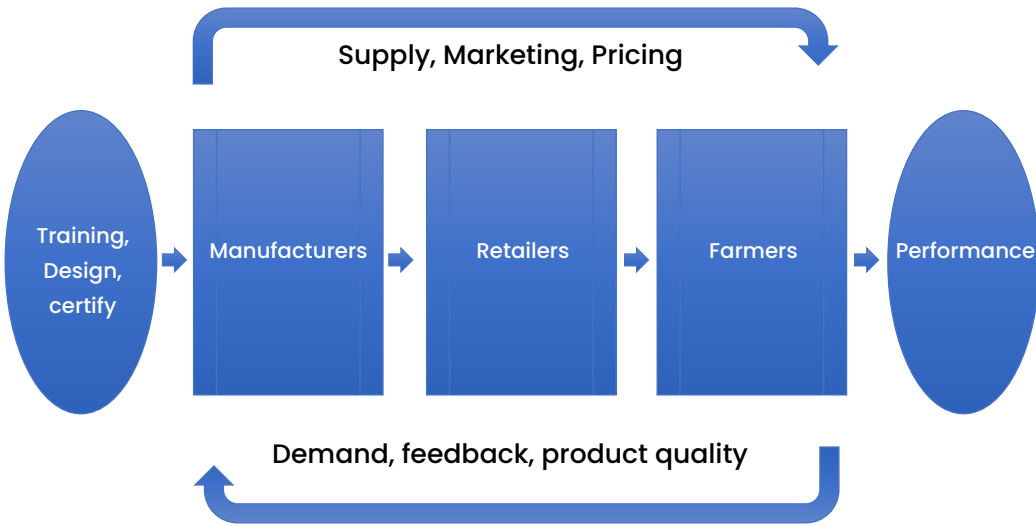 Supply, Marketing, Pricing
Training,
Design,
certify
Manufacturers
Retailers
Farmers
Performance
Demand, feedback, product quality